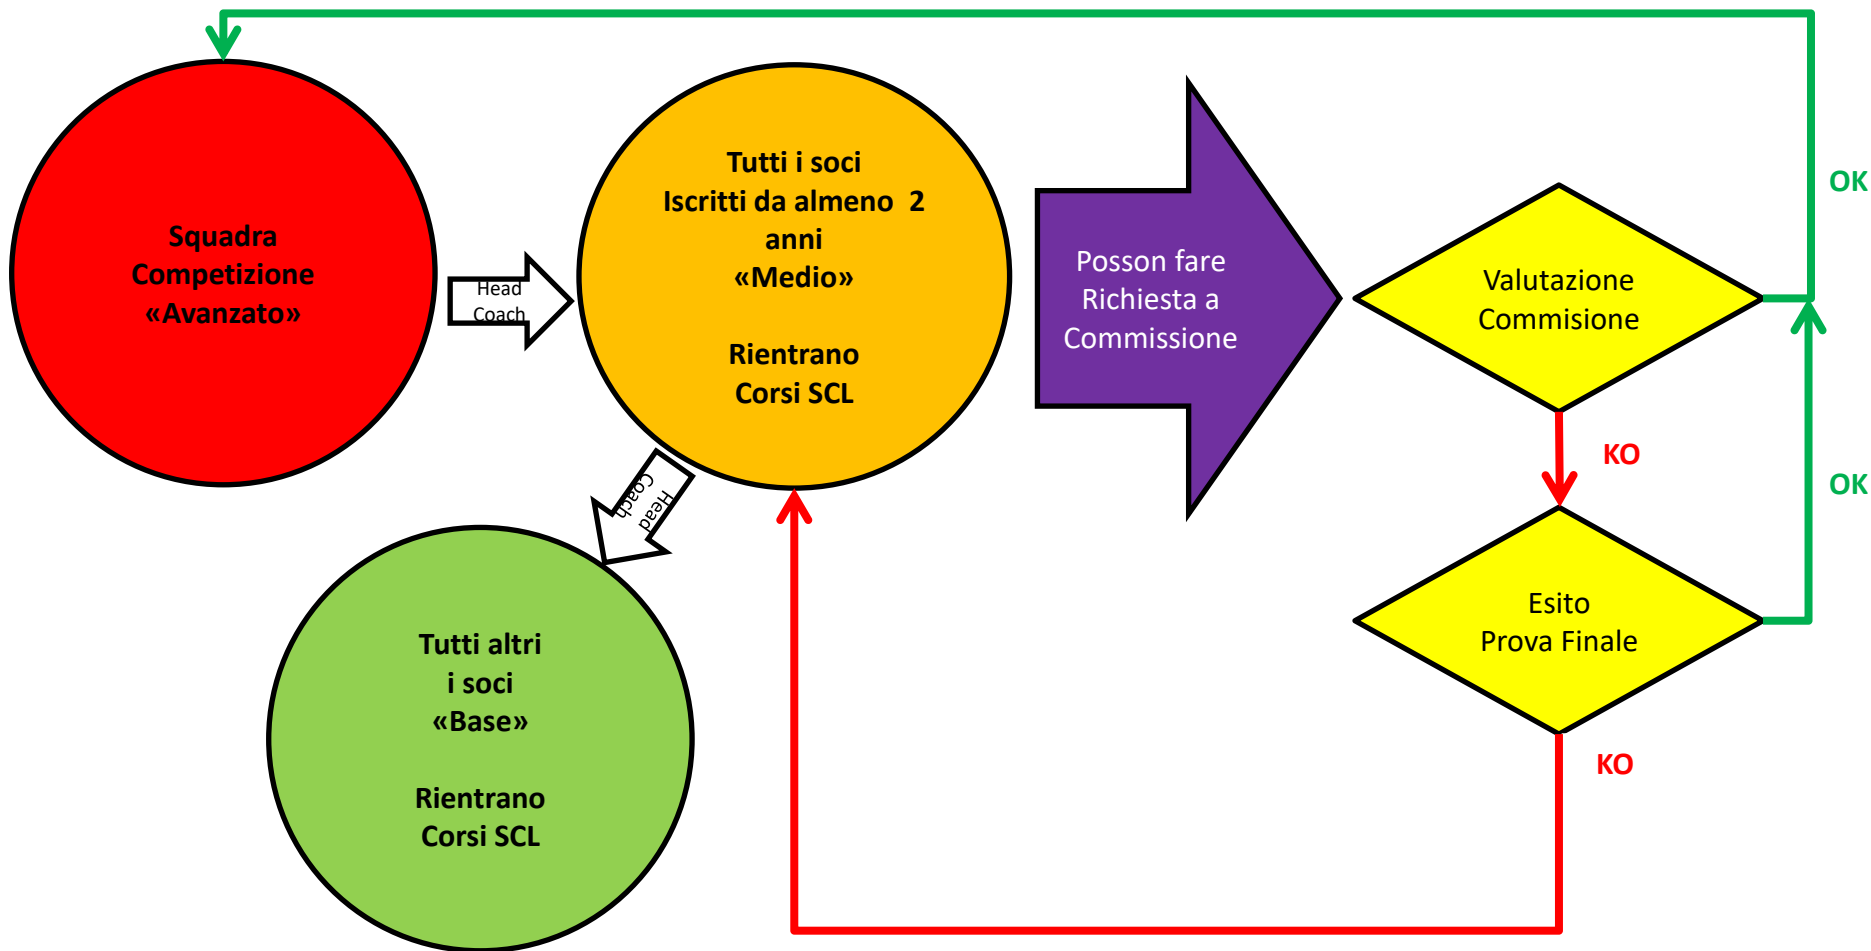 Squadra
Competizione
«Avanzato»
Head
Coach
Tutti i soci
Iscritti da almeno 2
anni
«Medio»
Rientrano
Corsi SCL
Posson fare
Richiesta a
Commissione
Valutazione
Commisione
OK
KO
OK
Esito
Prova Finale
KO
Head
Coach
Tutti altri
i soci
«Base»
Rientrano
Corsi SCL